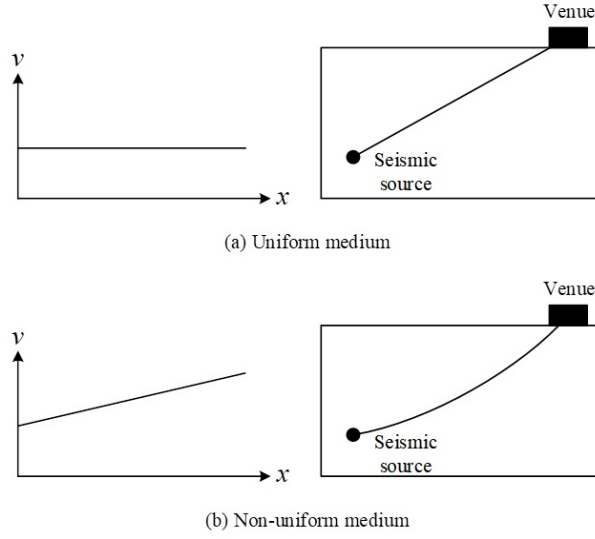 Venue
v
Seismic
source
x
(a) Uniform medium
Venue
v
Seismic
source
x
(b) Non-uniform medium